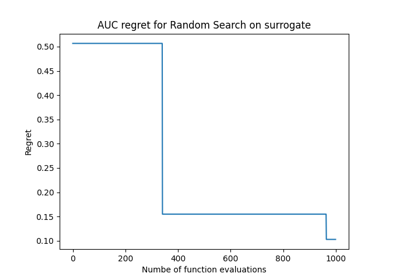 AUC regret for Random Search on surrogate
0.50
0.45
0.40
0.35
0.30
0.25
0.20
0.15
0.10
Regret
0 200 400 600 800 1000
Numbe of function evaluations